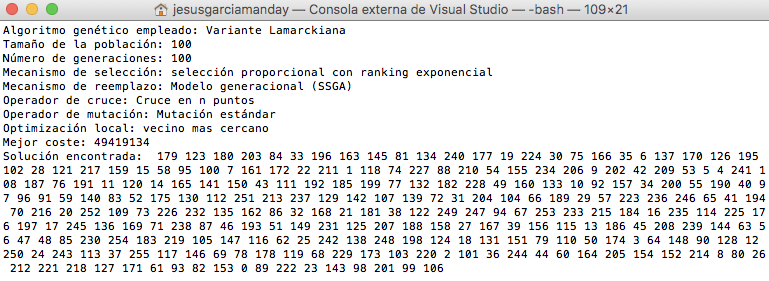 jesusgarciamanday — Consola externa de Visual Studio — -bash — 109×21
Algoritmo genético empleado: Variante Lamarckiana
Tamaño de la población: 100
Número de generaciones: 100
Mecanismo de selección: selección proporcional con ranking exponencial
Mecanismo de reemplazo: Modelo generacional (SSGA)
Operador de cruce: Cruce en n puntos
Operador de mutación: Mutación estándar
Optimización local: vecino mas cercano
Mejor coste: 49419134
Solución encontrada:  179 123 180 203 84 33 196 163 145 81 134 240 177 19 224 30 75 166 35 6 137 170 126 195
102 28 121 217 159 15 58 95 100 7 161 172 22 211 1 118 74 227 88 210 54 155 234 206 9 202 42 209 53 5 4 241 1
08 187 76 191 11 120 14 165 141 150 43 111 192 185 199 77 132 182 228 49 160 133 10 92 157 34 200 55 190 40 9
7 96 91 59 140 83 52 175 130 112 251 213 237 129 142 107 139 72 31 204 104 66 189 29 57 223 236 246 65 41 194
70 216 20 252 109 73 226 232 135 162 86 32 168 21 181 38 122 249 247 94 67 253 233 215 184 16 235 114 225 17
6 197 17 245 136 169 71 238 87 46 193 51 149 231 125 207 188 158 27 167 39 156 115 13 186 45 208 239 144 63 5
6 47 48 85 230 254 183 219 105 147 116 62 25 242 138 248 198 124 18 131 151 79 110 50 174 3 64 148 90 128 12
250 24 243 113 37 255 117 146 69 78 178 119 68 229 173 103 220 2 101 36 244 44 60 164 205 154 152 214 8 80 26
212 221 218 127 171 61 93 82 153 0 89 222 23 143 98 201 99 106